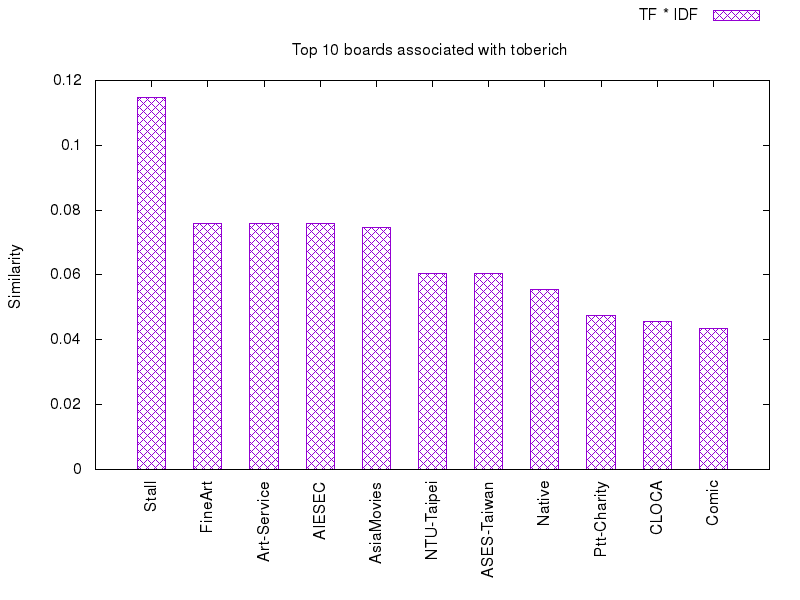 TF * IDF
Top 10 boards associated with toberich
0.12
0.1
0.08
0.06
0.04
0.02
0
Similarity
Stall
FineArt
Art-Service
AIESEC
AsiaMovies
NTU-Taipei
ASES-Taiwan
Native
Ptt-Charity
CLOCA
Comic